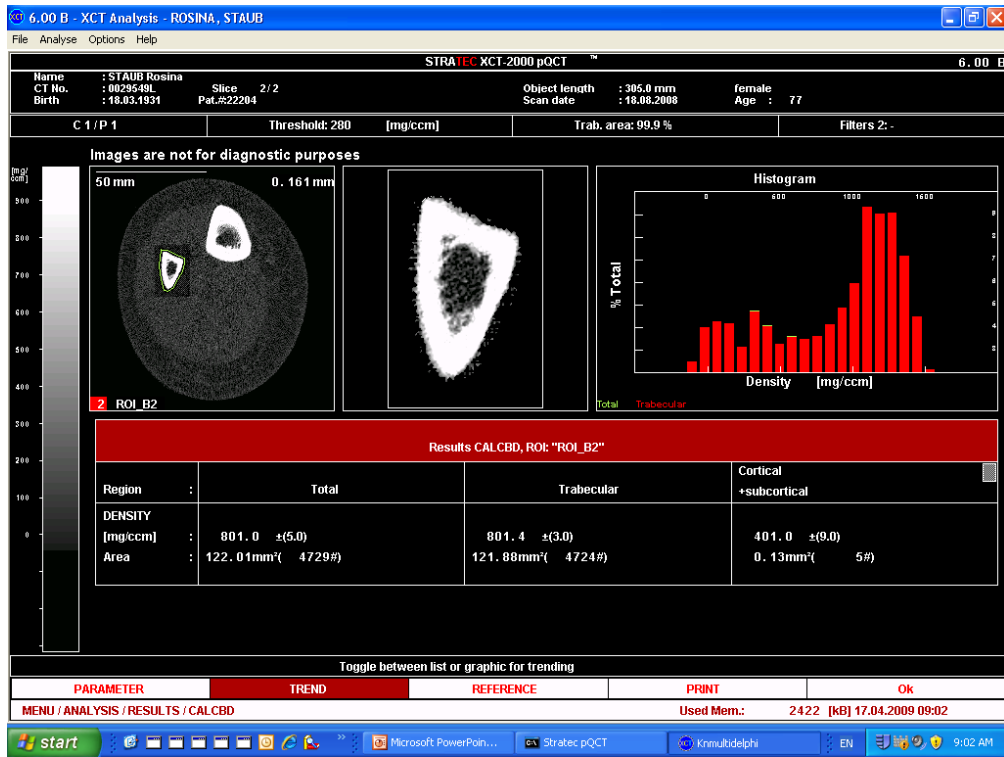 6.00 B - XCT Analysis - ROSINA, STAUB
File Analyse Options Help
STRATEC XCT-2000 pQCT ™ 6.00 B
Name : STAUB Rosina
CT No. : 0029549L Slice 2/2 Object length : 305.0 mm female
Birth : 18.03.1931 Pat.#:22204 Scan date : 18.08.2008 Age : 77
C 1 / P 1 Threshold: 280 [mg/ccm] Trab. area: 99.9 % Filters 2: -
Images are not for diagnostic purposes
[mg/ccm]
900
800
700
600
500
400
300
200
100
0
50 mm 0.161 mm
2 ROI_B2
Histogram
0 600 1000 1600
% Total
Density [mg/ccm]
Total Trabecular
Results CALCBD, ROI: "ROI_B2"
Region : Total Trabecular Cortical +subcortical
DENSITY
[mg/ccm] : 801.0 ±(5.0) 801.4 ±(3.0) 401.0 ±(9.0)
Area : 122.01mm²( 4729#) 121.88mm²( 4724#) 0.13mm²( 5#)
Toggle between list or graphic for trending
PARAMETER TREND REFERENCE PRINT Ok
MENU / ANALYSIS / RESULTS / CALCBD Used Mem.: 2422 [kB] 17.04.2009 09:02
start Microsoft PowerPoin... Stratec pQCT Knmultidelphi EN 9:02 AM